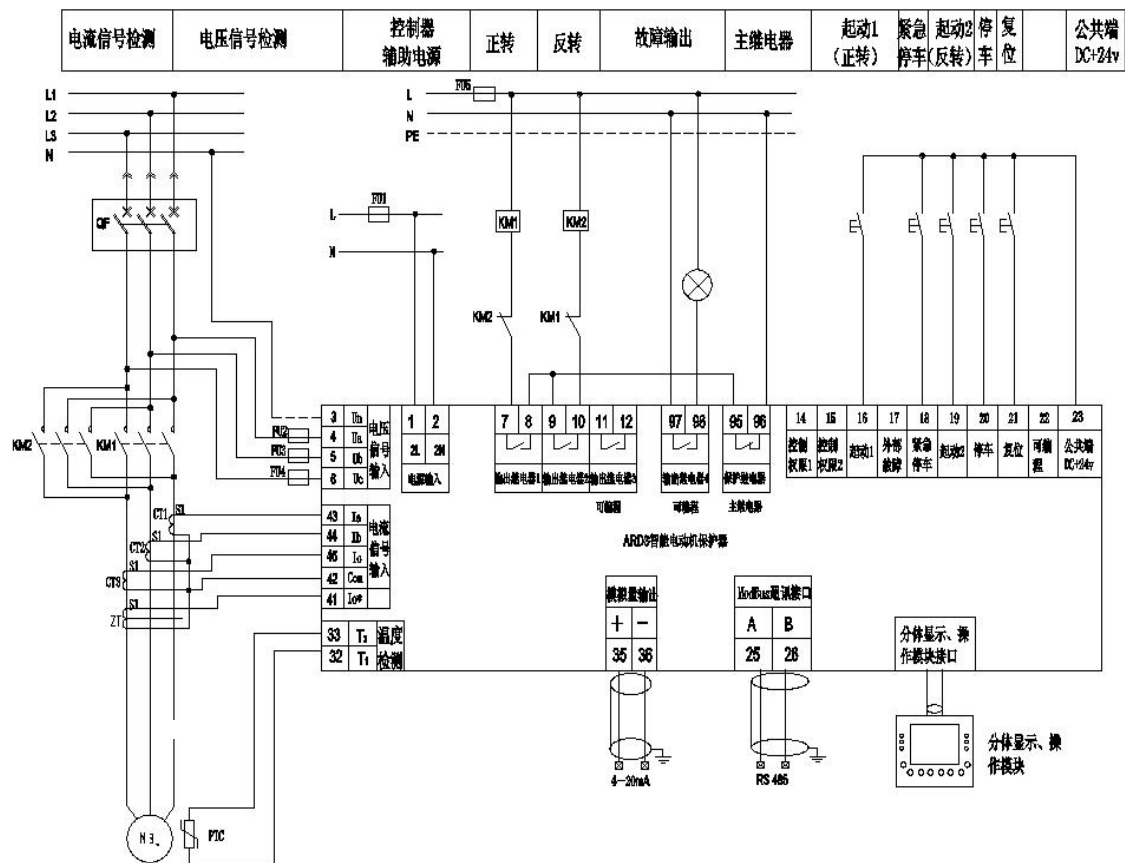 电流信号检测 电压信号检测 控制器 正转 反转 故障输出 主继电器 起动1 紧急 起动2 停 复 公共端
辅助电源 (正转) 停车 (反转) 车 位 DC+24v
L1
L2
L3
N
FU5
L
N
PE
QF
FU1
L
N
KM1
KM2
KM2
KM1
KM2
KM1
FU2
FU3
FU4
3 Un
4 Ua
5 Ub
6 Uc
电压
信号
输入
1 2
2L 2N
电源输入
7 8 9 10 11 12
输出继电器1 输出继电器2 输出继电器3
可编程
97 98
输出继电器4
可编程
95 96
保护继电器
主继电器
14 15 16 17 18 19 20 21 22 23
控制 控制 起动1 外部 紧急 起动2 停车 复位 可编 公共端
权限1 权限2 故障 停车 程 DC+24v
ARD3智能电动机保护器
CT1 S1
CT2 S1
CT3 S1
ZT S1
43 Ia
44 Ib
45 Ic
42 Com
41 Io*
电流
信号
输入
33
32
温度
检测
模拟量输出
+ −
35 36
4-20mA
Modbus通讯接口
A B
25 26
RS 485
分体显示、操
作模块接口
分体显示、操
作模块
PTC